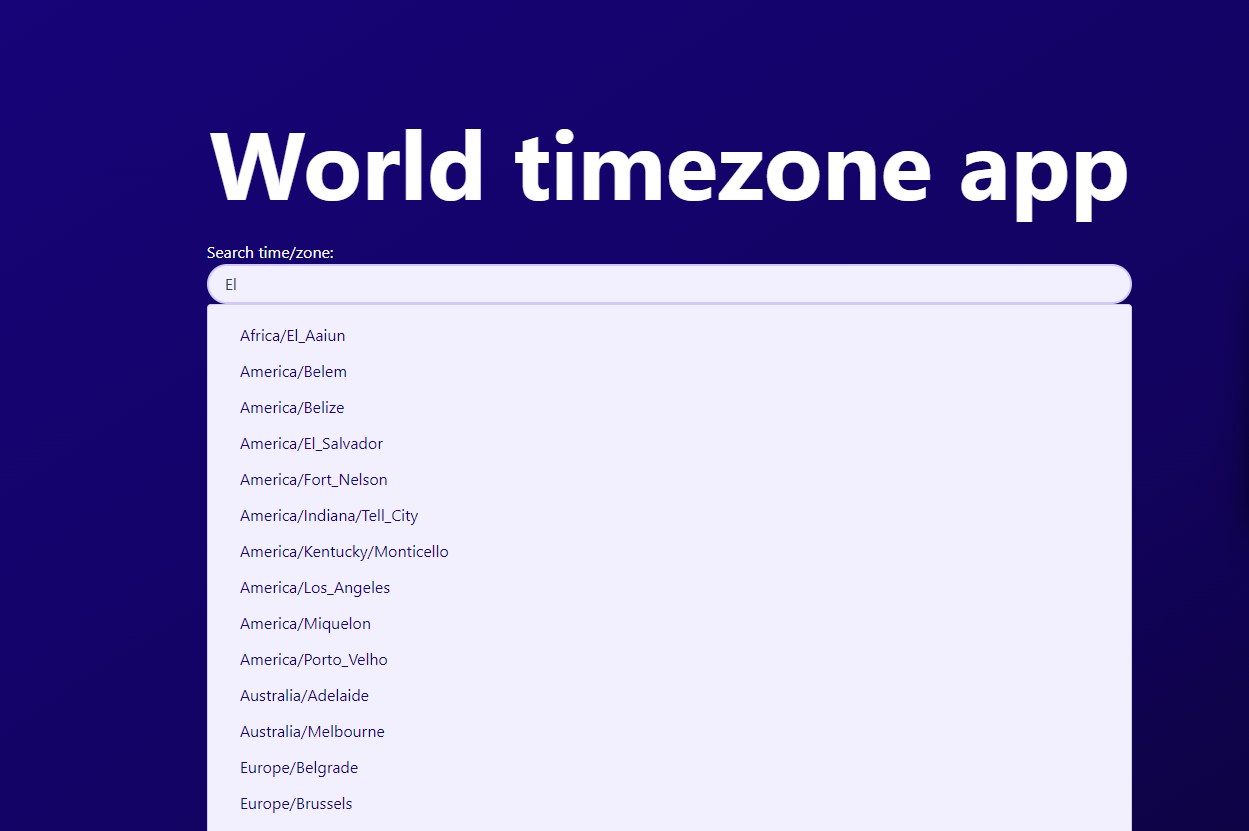 World timezone app
Search time/zone:
El
Africa/El_Aaiun
America/Belem
America/Belize
America/El_Salvador
America/Fort_Nelson
America/Indiana/Tell_City
America/Kentucky/Monticello
America/Los_Angeles
America/Miquelon
America/Porto_Velho
Australia/Adelaide
Australia/Melbourne
Europe/Belgrade
Europe/Brussels